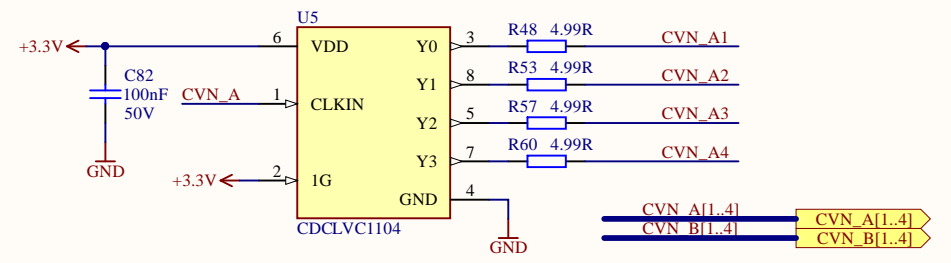 U5
+3.3V
6
VDD
Y0
3
R48 4.99R
CVN_A1
C82
100nF
50V
Y1
8
R53 4.99R
CVN_A2
CVN_A
1
CLKIN
Y2
5
R57 4.99R
CVN_A3
GND
Y3
7
R60 4.99R
CVN_A4
+3.3V
2
1G
GND
4
CDCLVC1104
GND
CVN_A[1..4]
CVN_A[1..4]
CVN_B[1..4]
CVN_B[1..4]